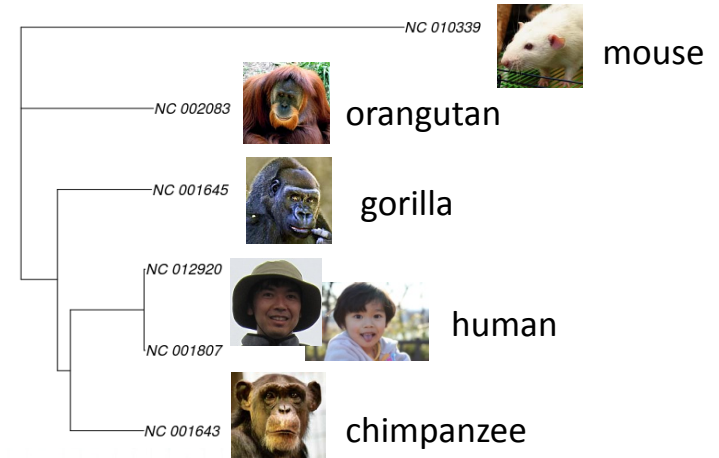 NC 010339
mouse
NC 002083
orangutan
NC 001645
gorilla
NC 012920
human
NC 001807
NC 001643
chimpanzee